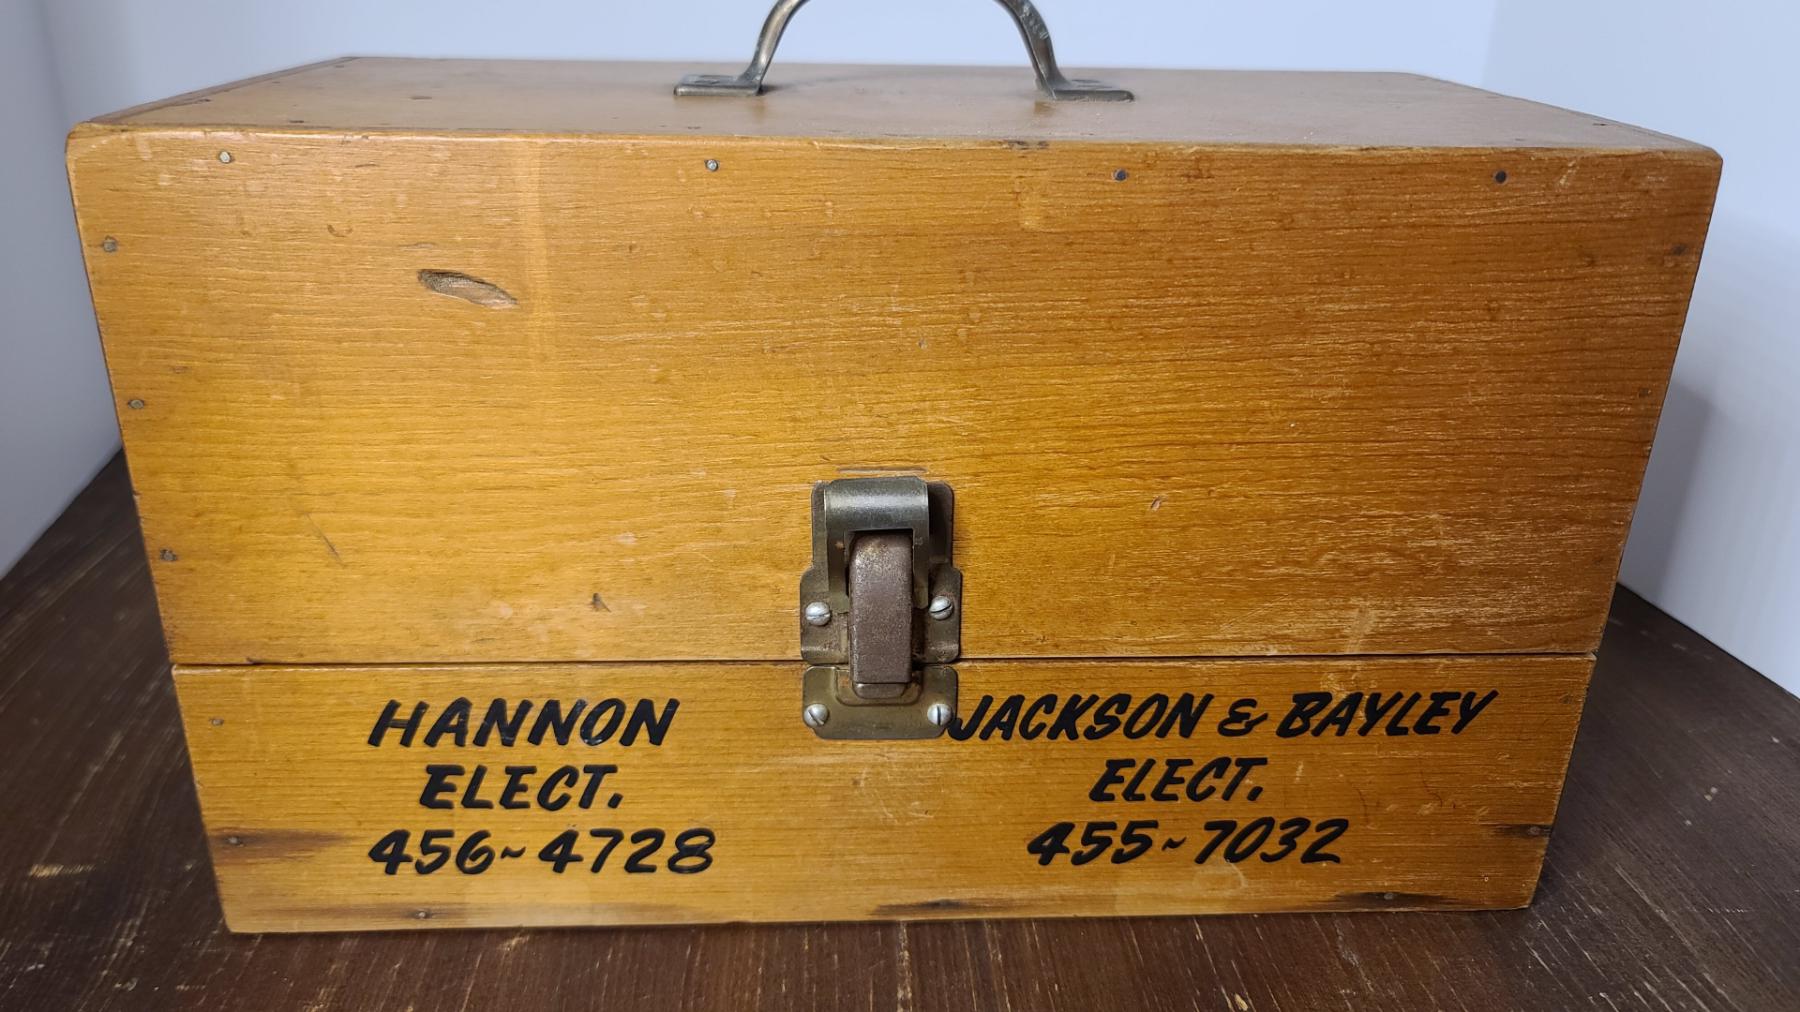 HANNON
ELECT.
456~4728
JACKSON & BAYLEY
ELECT.
455~7032